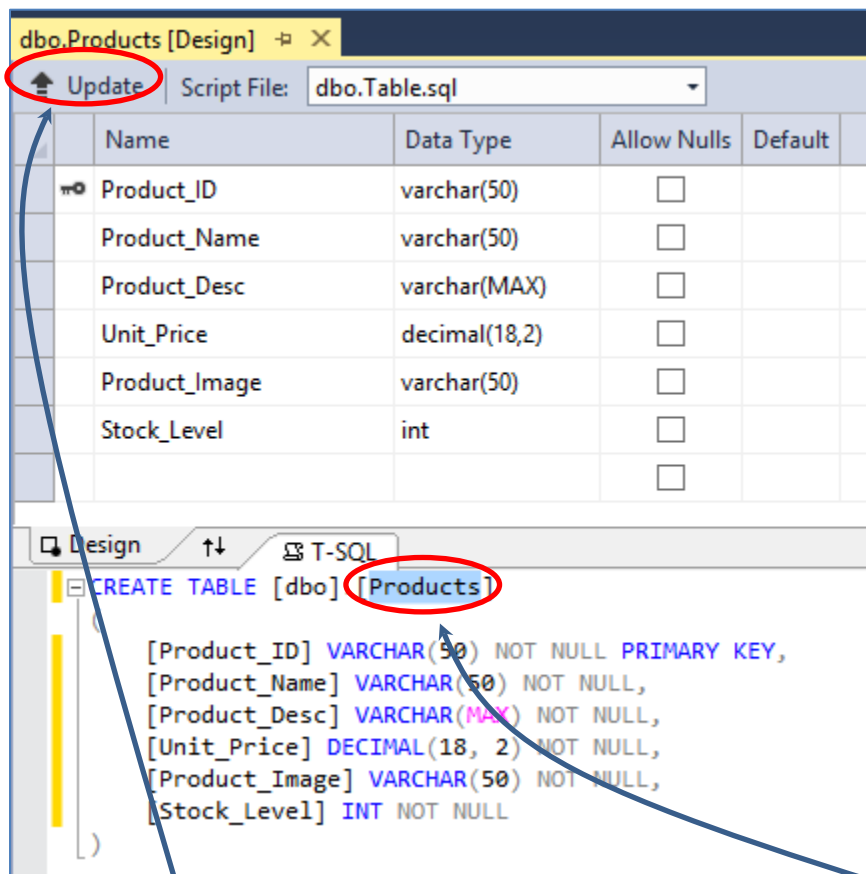 dbo.Products [Design]
Update Script File: dbo.Table.sql
Name Data Type Allow Nulls Default
Product_ID varchar(50)
Product_Name varchar(50)
Product_Desc varchar(MAX)
Unit_Price decimal(18,2)
Product_Image varchar(50)
Stock_Level int
Design T-SQL
CREATE TABLE [dbo] [Products]
(
[Product_ID] VARCHAR(50) NOT NULL PRIMARY KEY,
[Product_Name] VARCHAR(50) NOT NULL,
[Product_Desc] VARCHAR(MAX) NOT NULL,
[Unit_Price] DECIMAL(18, 2) NOT NULL,
[Product_Image] VARCHAR(50) NOT NULL,
[Stock_Level] INT NOT NULL
)